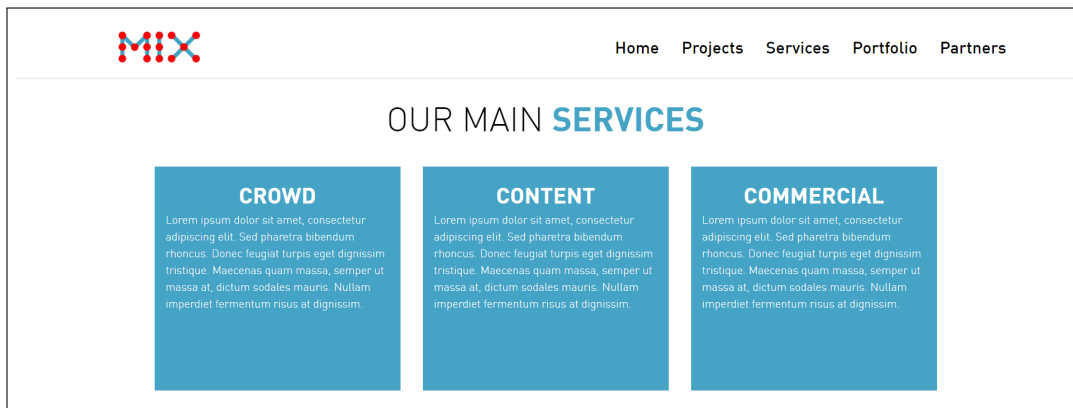 MIX
Home Projects Services Portfolio Partners
OUR MAIN SERVICES
CROWD
Lorem ipsum dolor sit amet, consectetur
adipiscing elit. Sed pharetra bibendum
rhoncus. Donec feugiat turpis eget dignissim
tristique. Maecenas quam massa, semper ut
massa at, dictum sodales mauris. Nullam
imperdiet fermentum risus at dignissim.
CONTENT
Lorem ipsum dolor sit amet, consectetur
adipiscing elit. Sed pharetra bibendum
rhoncus. Donec feugiat turpis eget dignissim
tristique. Maecenas quam massa, semper ut
massa at, dictum sodales mauris. Nullam
imperdiet fermentum risus at dignissim.
COMMERCIAL
Lorem ipsum dolor sit amet, consectetur
adipiscing elit. Sed pharetra bibendum
rhoncus. Donec feugiat turpis eget dignissim
tristique. Maecenas quam massa, semper ut
massa at, dictum sodales mauris. Nullam
imperdiet fermentum risus at dignissim.